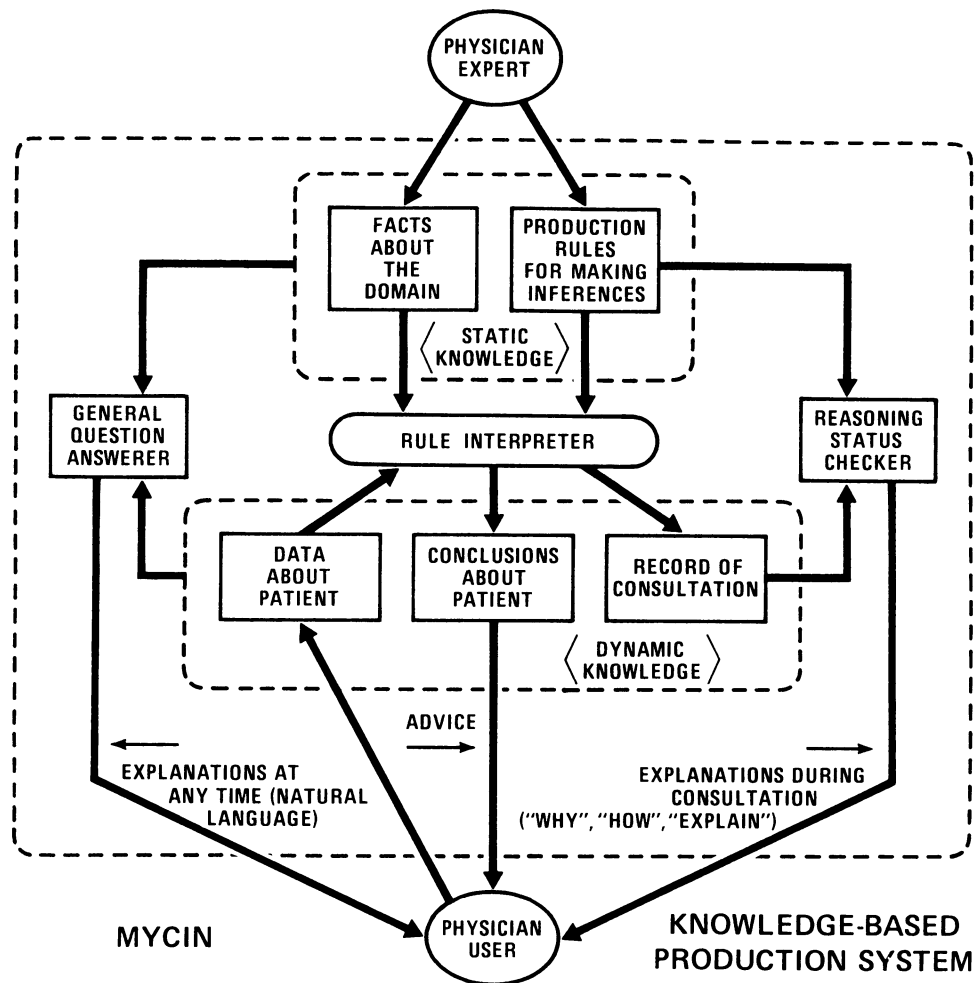 PHYSICIAN
EXPERT
FACTS
ABOUT
THE
DOMAIN
PRODUCTION
RULES
FOR MAKING
INFERENCES
STATIC
KNOWLEDGE
GENERAL
QUESTION
ANSWERER
RULE INTERPRETER
REASONING
STATUS
CHECKER
DATA
ABOUT
PATIENT
CONCLUSIONS
ABOUT
PATIENT
RECORD OF
CONSULTATION
DYNAMIC
KNOWLEDGE
ADVICE
EXPLANATIONS AT
ANY TIME (NATURAL
LANGUAGE)
EXPLANATIONS DURING
CONSULTATION
("WHY", "HOW", "EXPLAIN")
PHYSICIAN
USER
MYCIN
KNOWLEDGE-BASED
PRODUCTION SYSTEM